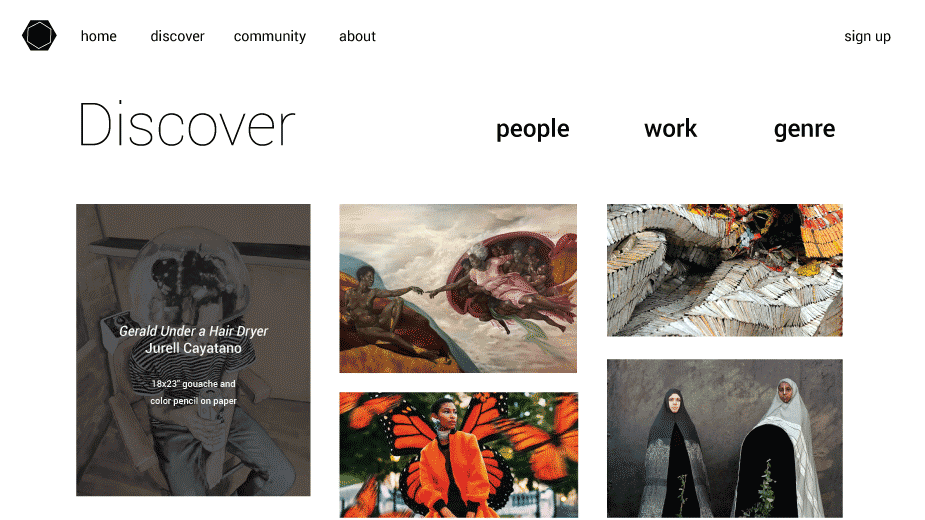 home discover community about sign up
Discover people work genre
Gerald Under a Hair Dryer
Jurell Cayatano
18x23" gouache and
color pencil on paper